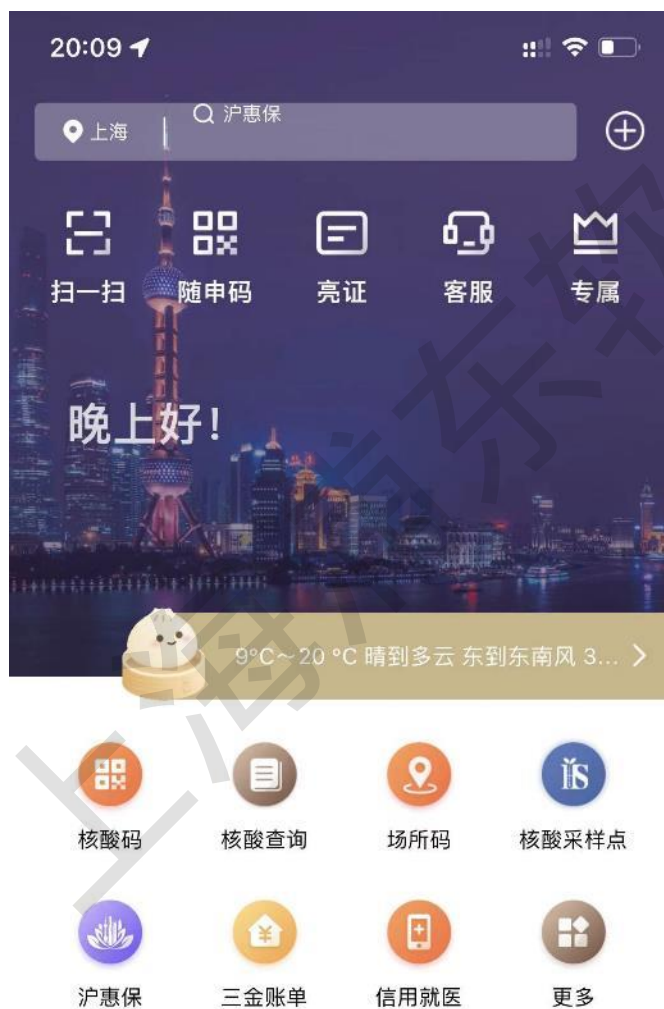 20:09
上海
沪惠保
扫一扫
随申码
亮证
客服
专属
晚上好!
9°C～20 °C 晴到多云 东到东南风 3...
核酸码
核酸查询
场所码
核酸采样点
沪惠保
三金账单
信用就医
更多